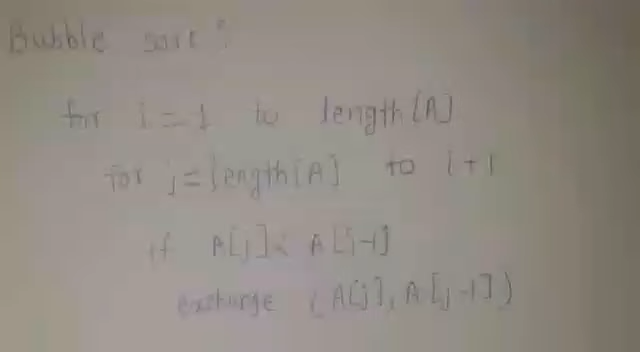 Bubble sort :
for i = 1 to length [A]
for j = length [A] to i + 1
if A[j] < A[j-1]
exchange (A[j], A[j-1])